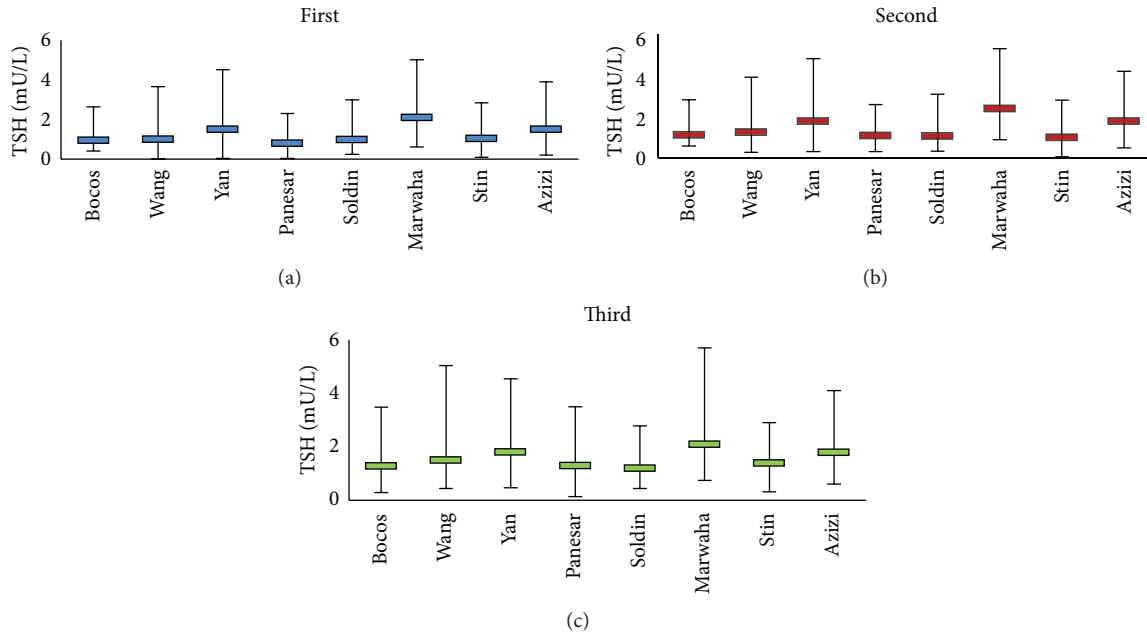 First
TSH (mU/L)
6
4
2
0
Bocos
Wang
Yan
Panesar
Soldin
Marwaha
Stin
Azizi
(a)
Second
TSH (mU/L)
6
4
2
0
Bocos
Wang
Yan
Panesar
Soldin
Marwaha
Stin
Azizi
(b)
Third
TSH (mU/L)
6
4
2
0
Bocos
Wang
Yan
Panesar
Soldin
Marwaha
Stin
Azizi
(c)